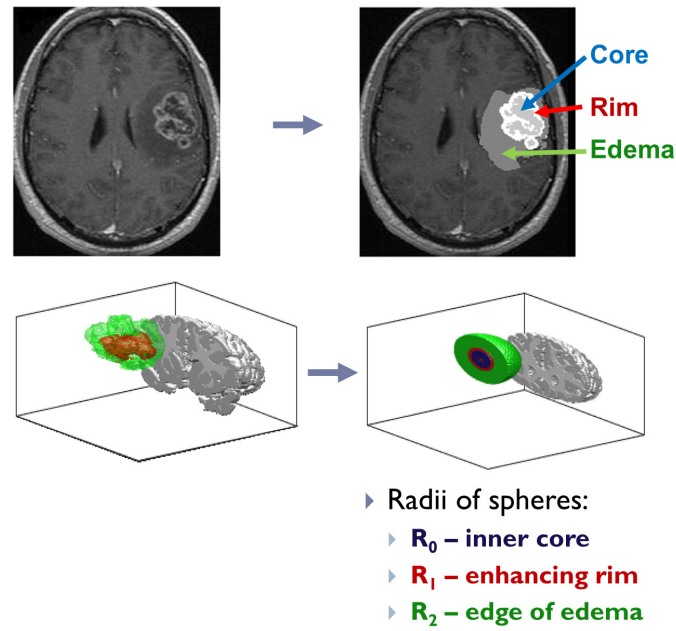 Core
Rim
Edema
Radii of spheres:
R₀ – inner core
R₁ – enhancing rim
R₂ – edge of edema